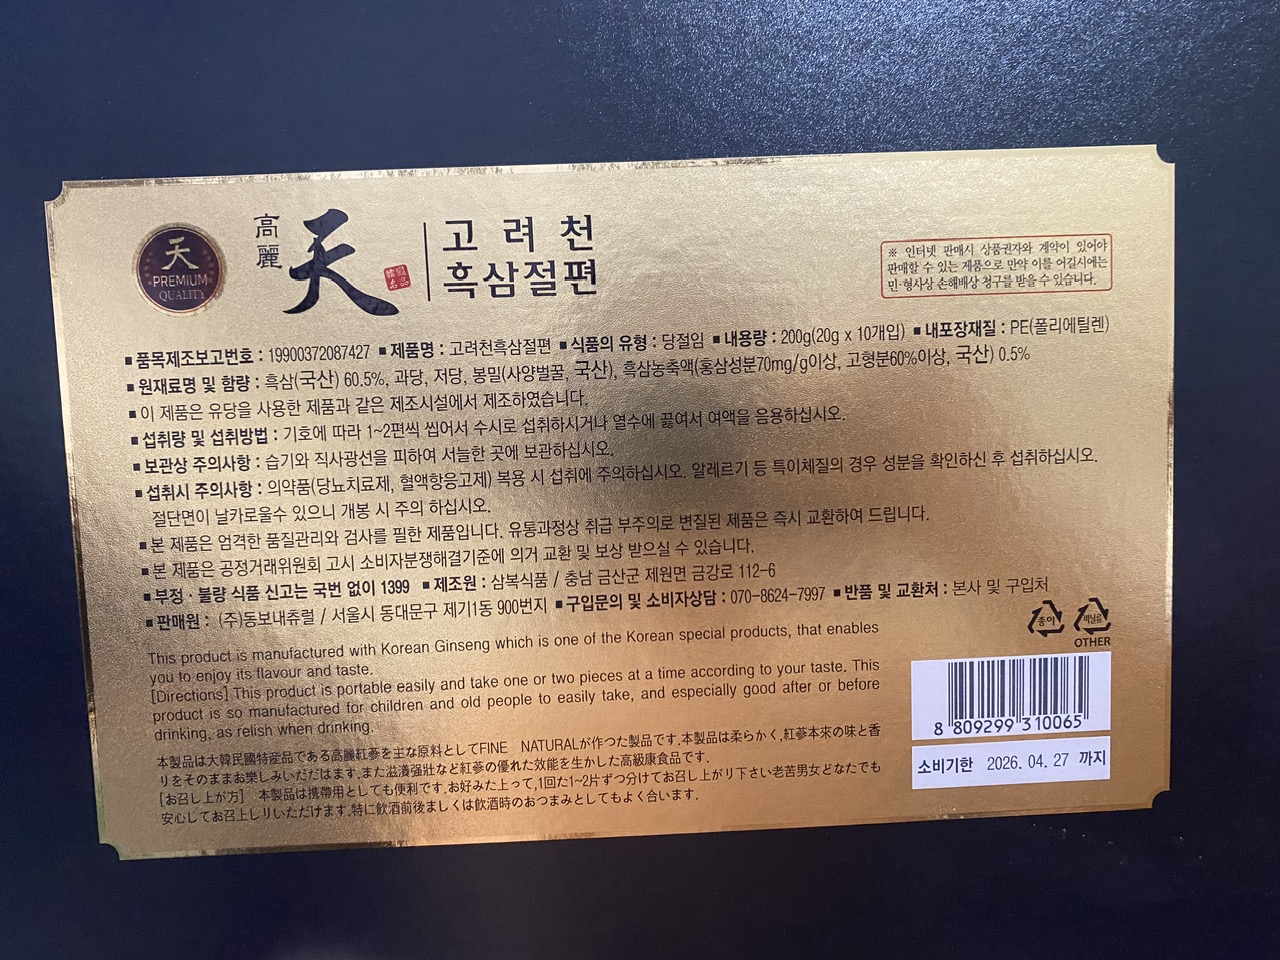 天
PREMIUM
QUALITY
高麗
天
고려천
흑삼절편
※ 인터넷 판매시 상품권자와 계약이 있어야
판매할 수 있는 제품으로 만약 이를 어길시에는
민·형사상 손해배상 청구를 받을 수 있습니다.
■ 품목제조보고번호 : 19900372087427 ■ 제품명 : 고려천흑삼절편 ■ 식품의 유형 : 당절임 ■ 내용량 : 200g(20g x 10개입) ■ 내포장재질 : PE(폴리에틸렌)
■ 원재료명 및 함량 : 흑삼(국산) 60.5%, 과당, 저당, 봉밀(사양벌꿀, 국산), 흑삼농축액(홍삼성분70mg/g이상, 고형분60%이상, 국산) 0.5%
■ 이 제품은 유당을 사용한 제품과 같은 제조시설에서 제조하였습니다.
■ 섭취량 및 섭취방법 : 기호에 따라 1~2편씩 씹어서 수시로 섭취하시거나 열수에 끓여서 여액을 음용하십시오.
■ 보관상 주의사항 : 습기와 직사광선을 피하여 서늘한 곳에 보관하십시오.
■ 섭취시 주의사항 : 의약품(당뇨치료제, 혈액항응고제) 복용 시 섭취에 주의하십시오. 알레르기 등 특이체질의 경우 성분을 확인하신 후 섭취하십시오.
절단면이 날카로울수 있으니 개봉 시 주의 하십시오.
■ 본 제품은 엄격한 품질관리와 검사를 필한 제품입니다. 유통과정상 취급 부주의로 변질된 제품은 즉시 교환하여 드립니다.
■ 본 제품은 공정거래위원회 고시 소비자분쟁해결기준에 의거 교환 및 보상 받으실 수 있습니다.
■ 부정·불량 식품 신고는 국번 없이 1399 ■ 제조원 : 삼복식품 / 충남 금산군 제원면 금강로 112-6
■ 판매원 : (주)동보내츄럴 / 서울시 동대문구 제기1동 900번지 ■ 구입문의 및 소비자상담 : 070-8624-7997 ■ 반품 및 교환처 : 본사 및 구입처
종이
비닐류
OTHER
This product is manufactured with Korean Ginseng which is one of the Korean special products, that enables
you to enjoy its flavour and taste.
[Directions] This product is portable easily and take one or two pieces at a time according to your taste. This
product is so manufactured for children and old people to easily take, and especially good after or before
drinking, as relish when drinking.
本製品は大韓民國特産品である高麗紅参を主な原料としてFINE NATURALが作つた製品です.本製品は柔らかく,紅参本來の味と香
りをそのままお樂しみいだだけます.また滋養强壯など紅参の優れた效能を生かした高級康食品です.
[お召し上が方] 本製品は携帶用としても便利です.お好みた上って,1回た1~2片ずつ分けてお召し上がり下さい老苦男女どなたでも
安心してお召上しりいただけます.特に飮酒前後ましくは飮酒時のおつまみとしてもよく合います.
8 809299 310065
소비기한 2026. 04. 27 까지